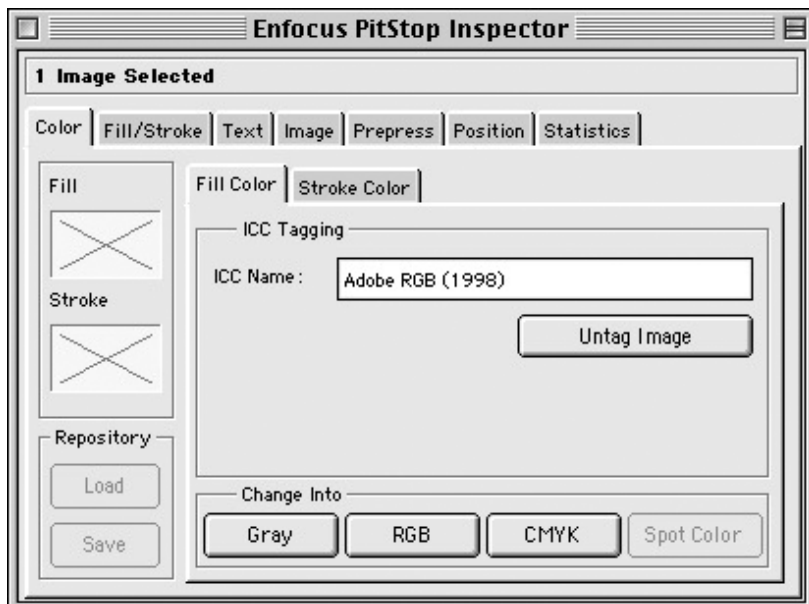 Enfocus PitStop Inspector
1 Image Selected
Color Fill/Stroke Text Image Prepress Position Statistics
Fill
Fill Color Stroke Color
ICC Tagging
ICC Name : Adobe RGB (1998)
Stroke
Untag Image
Repository
Load
Save
Change Into
Gray RGB CMYK Spot Color